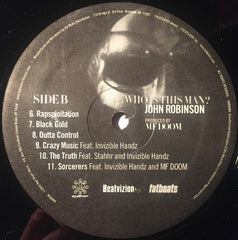 SIDE B
WHO IS THIS MAN?
JOHN ROBINSON
PRODUCED BY
MF DOOM
6. Rapsploitation
7. Black Gold
8. Outta Control
9. Crazy Music Feat. Invizible Handz
10. The Truth Feat. Stahhr and Invizible Handz
11. Sorcerers Feat. Invizible Handz and MF DOOM
Beatvizion
fatbeats